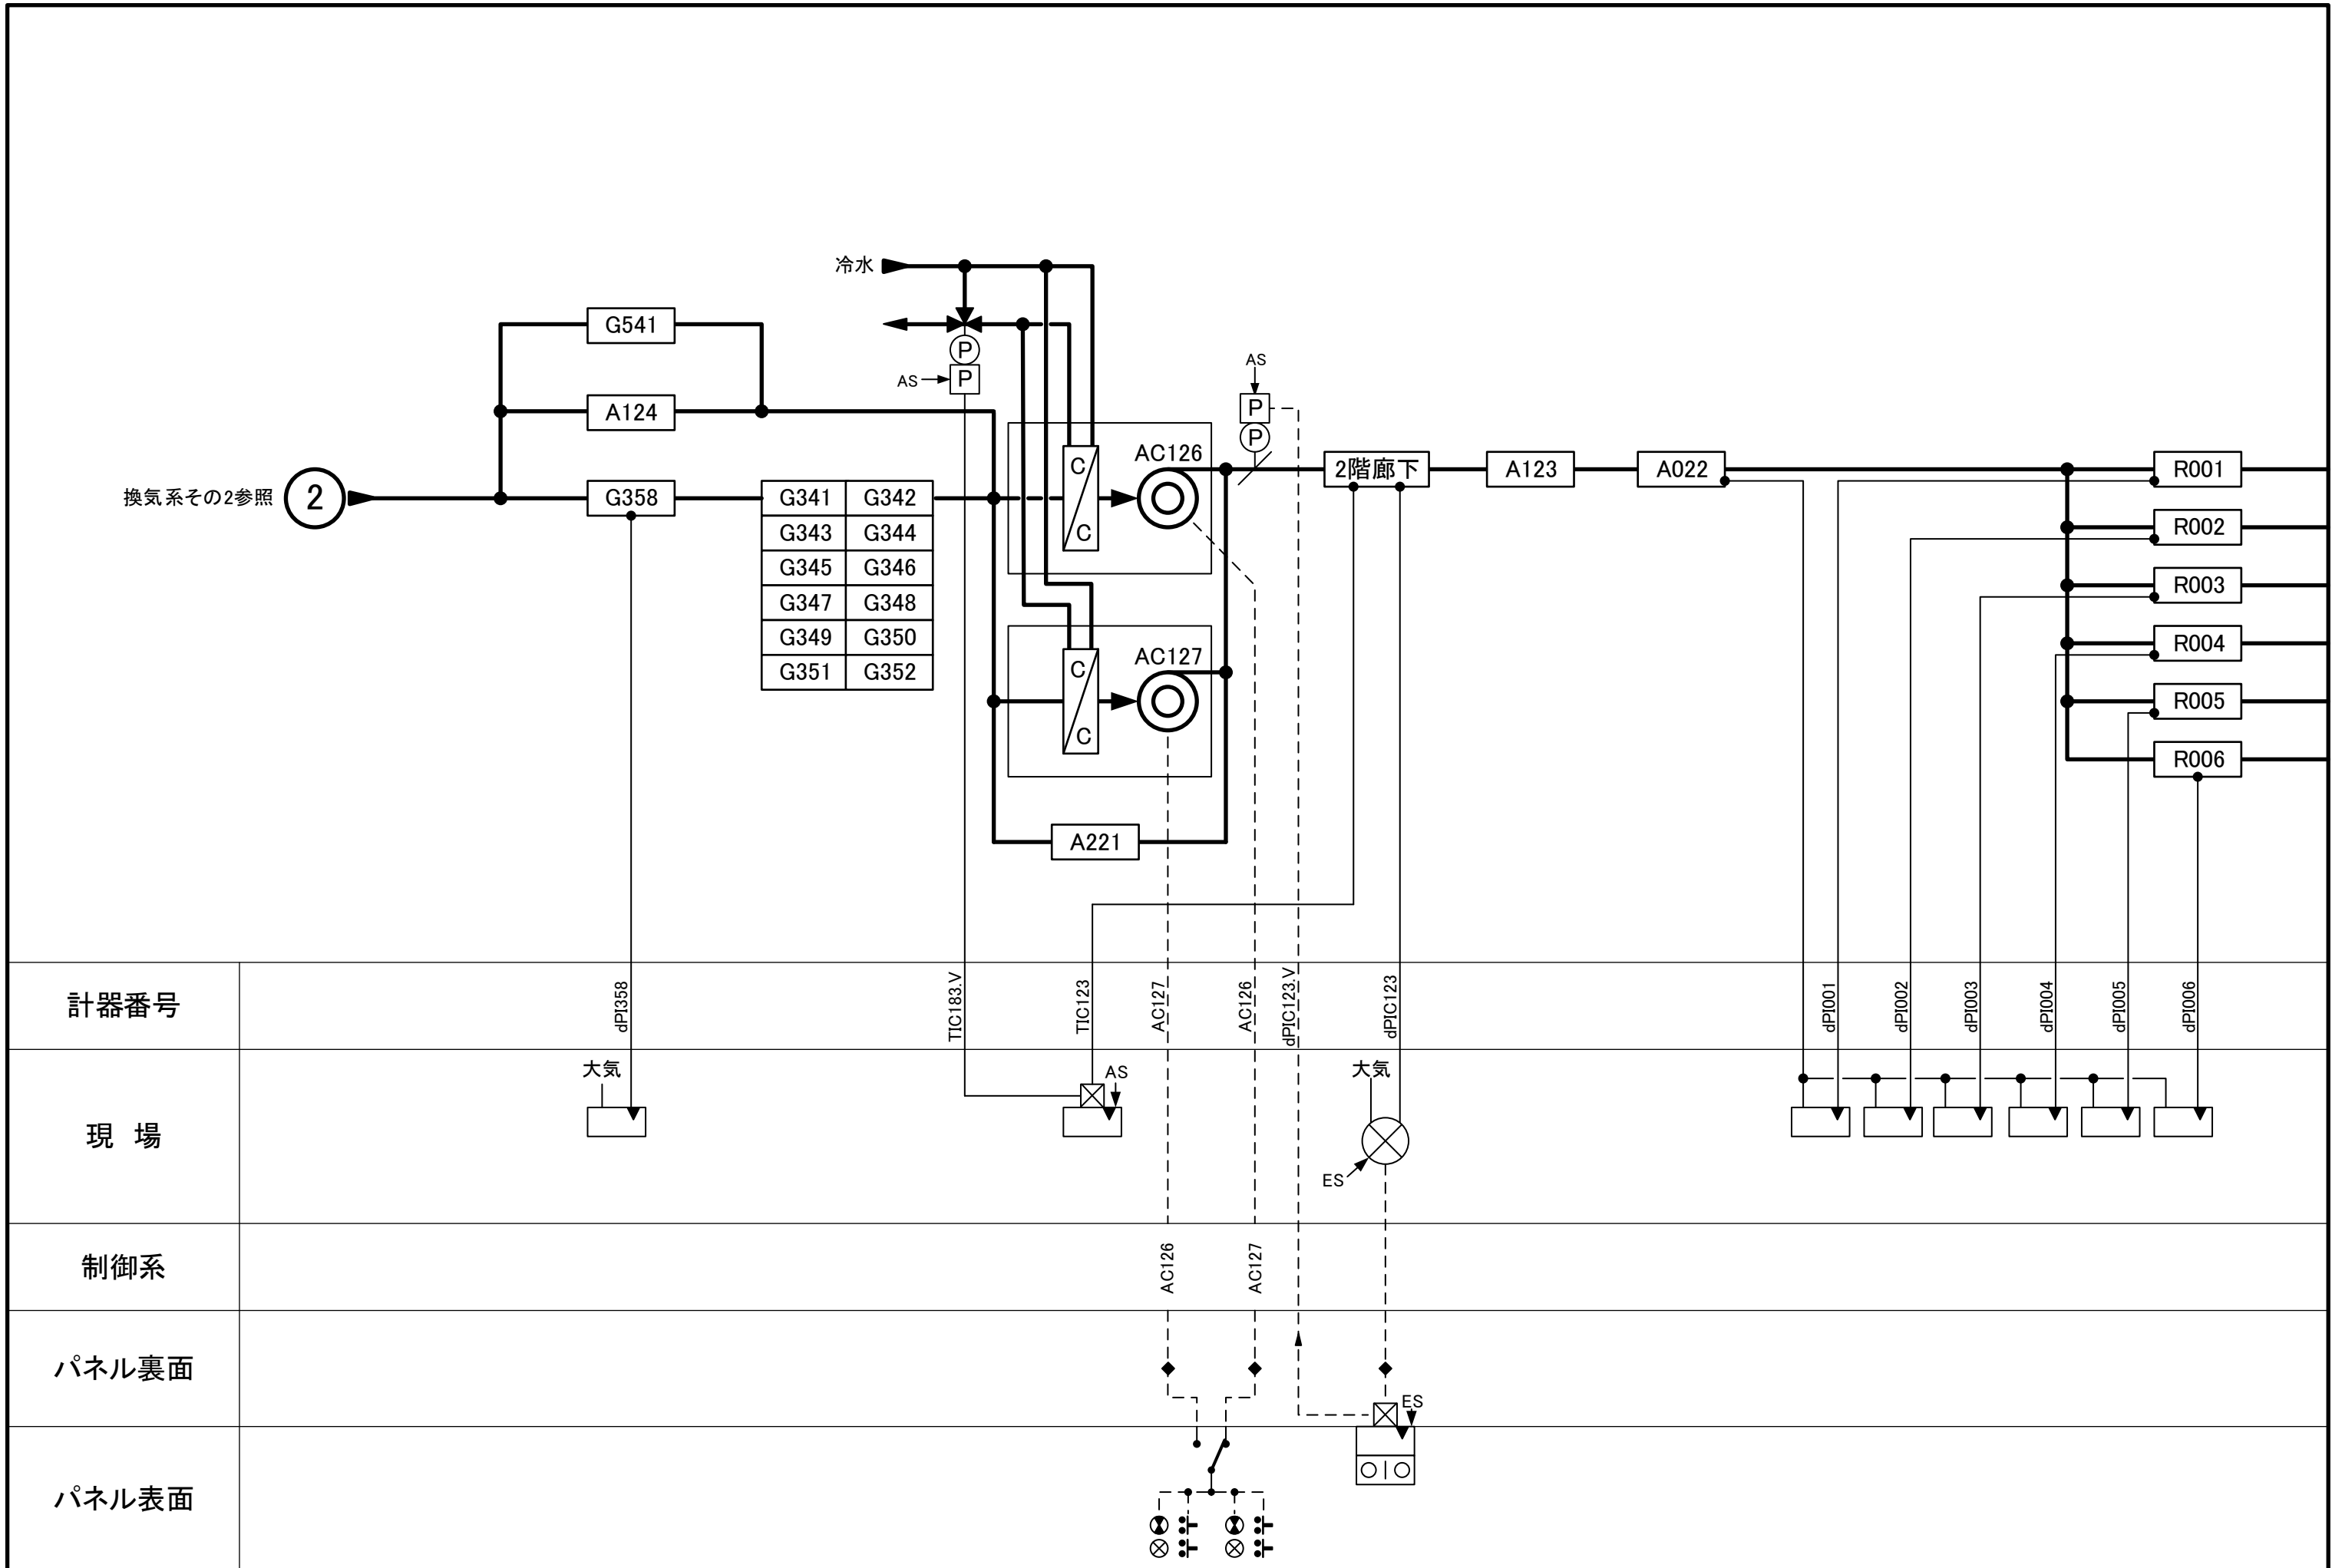 冷水
G541
P
AS
P
AS
A124
P
P
C
C
AC126
2階廊下
A123
A022
R001
換気系その2参照
2
G358
G341 G342
G343 G344
G345 G346
G347 G348
G349 G350
G351 G352
R002
R003
R004
C
C
AC127
R005
R006
A221
計器番号
dPI358
TIC183.V
TIC123
AC127
AC126
dPIC123.V
dPIC123
dPI001
dPI002
dPI003
dPI004
dPI005
dPI006
現 場
大気
AS
大気
ES
制御系
AC126
AC127
パネル裏面
ES
パネル表面